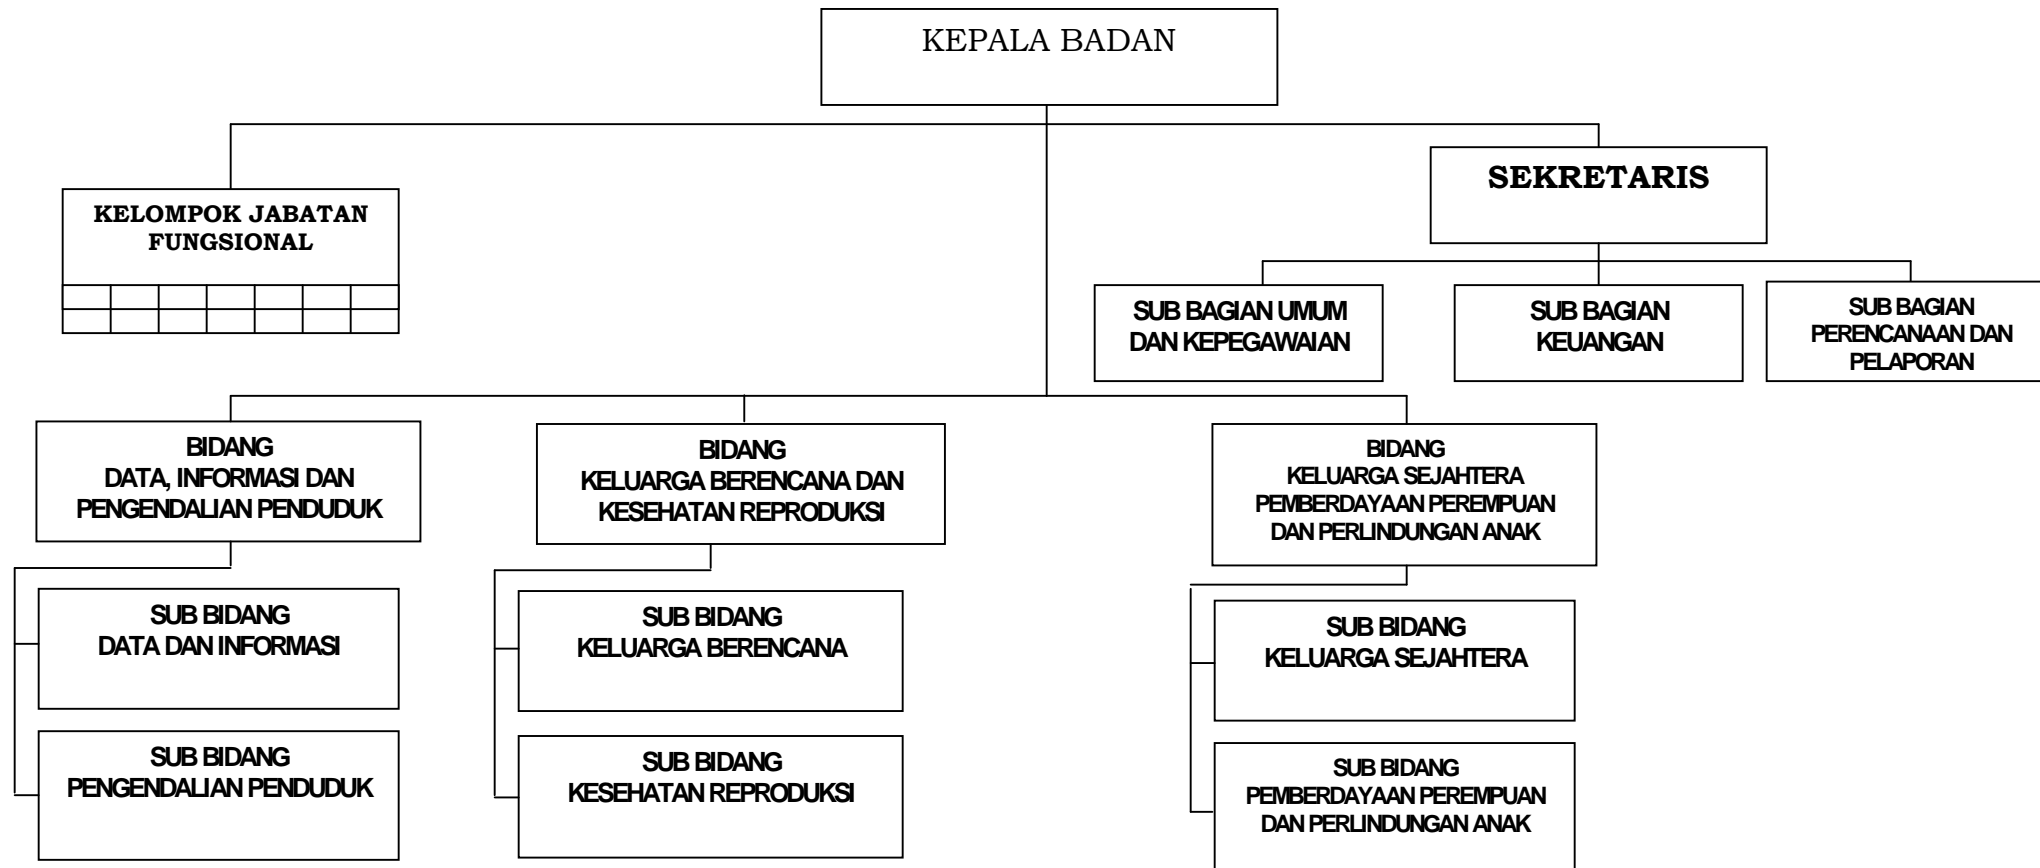 KEPALA BADAN
SEKRETARIS
KELOMPOK JABATAN
FUNGSIONAL
SUB BAGIAN UMUM
DAN KEPEGAWAIAN
SUB BAGIAN
KEUANGAN
SUB BAGIAN
PERENCANAAN DAN
PELAPORAN
BIDANG
DATA, INFORMASI DAN
PENGENDALIAN PENDUDUK
BIDANG
KELUARGA BERENCANA DAN
KESEHATAN REPRODUKSI
BIDANG
KELUARGA SEJAHTERA
PEMBERDAYAAN PEREMPUAN
DAN PERLINDUNGAN ANAK
SUB BIDANG
DATA DAN INFORMASI
SUB BIDANG
KELUARGA BERENCANA
SUB BIDANG
KELUARGA SEJAHTERA
SUB BIDANG
PENGENDALIAN PENDUDUK
SUB BIDANG
KESEHATAN REPRODUKSI
SUB BIDANG
PEMBERDAYAAN PEREMPUAN
DAN PERLINDUNGAN ANAK